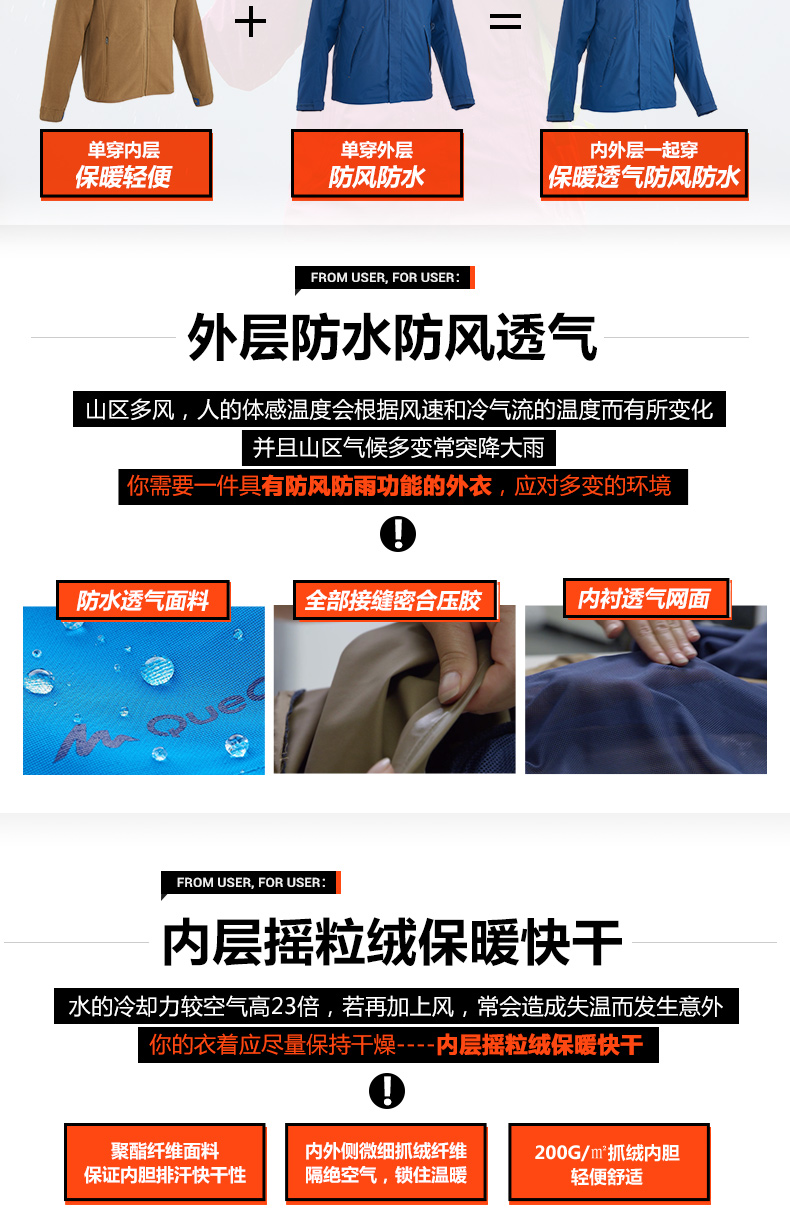 单穿内层
保暖轻便
单穿外层
防风防水
内外层一起穿
保暖透气防风防水
FROM USER, FOR USER:
外层防水防风透气
山区多风，人的体感温度会根据风速和冷气流的温度而有所变化
并且山区气候多变常突降大雨
你需要一件具有防风防雨功能的外衣，应对多变的环境
防水透气面料
全部接缝密合压胶
内衬透气网面
Quec
FROM USER, FOR USER:
内层摇粒绒保暖快干
水的冷却力较空气高23倍，若再加上风，常会造成失温而发生意外
你的衣着应尽量保持干燥----内层摇粒绒保暖快干
聚酯纤维面料
保证内胆排汗快干性
内外侧微细抓绒纤维
隔绝空气，锁住温暖
200G/㎡抓绒内胆
轻便舒适